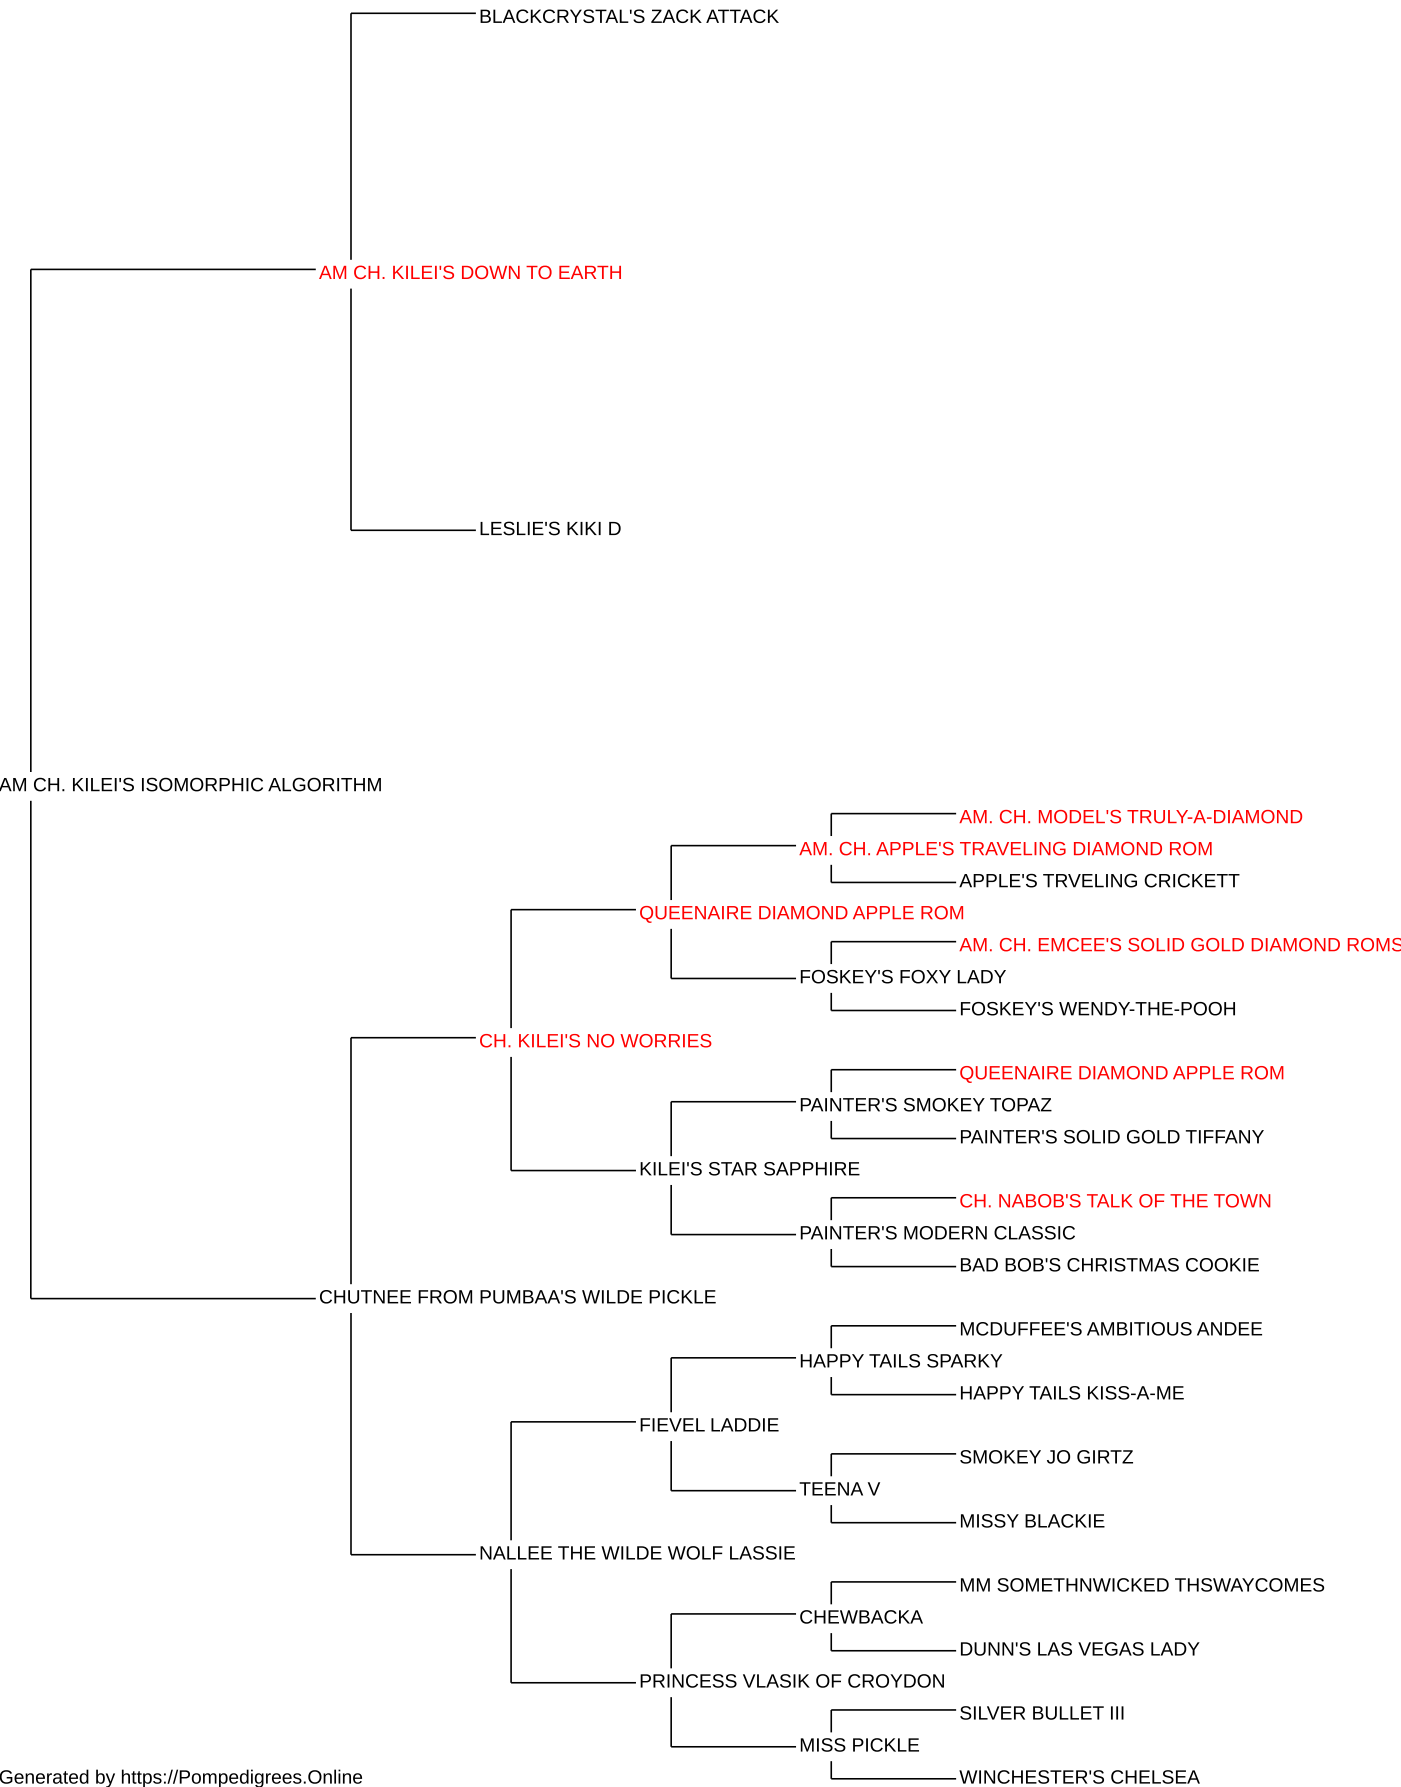 BLACKCRYSTAL'S ZACK ATTACK
AM CH. KILEI'S DOWN TO EARTH
LESLIE'S KIKI D
AM CH. KILEI'S ISOMORPHIC ALGORITHM
AM. CH. MODEL'S TRULY-A-DIAMOND
AM. CH. APPLE'S TRAVELING DIAMOND ROM
APPLE'S TRVELING CRICKETT
QUEENAIRE DIAMOND APPLE ROM
AM. CH. EMCEE'S SOLID GOLD DIAMOND ROMS
FOSKEY'S FOXY LADY
FOSKEY'S WENDY-THE-POOH
CH. KILEI'S NO WORRIES
QUEENAIRE DIAMOND APPLE ROM
PAINTER'S SMOKEY TOPAZ
PAINTER'S SOLID GOLD TIFFANY
KILEI'S STAR SAPPHIRE
CH. NABOB'S TALK OF THE TOWN
PAINTER'S MODERN CLASSIC
BAD BOB'S CHRISTMAS COOKIE
CHUTNEE FROM PUMBAA'S WILDE PICKLE
MCDUFFEE'S AMBITIOUS ANDEE
HAPPY TAILS SPARKY
HAPPY TAILS KISS-A-ME
FIEVEL LADDIE
SMOKEY JO GIRTZ
TEENA V
MISSY BLACKIE
NALLEE THE WILDE WOLF LASSIE
MM SOMETHNWICKED THSWAYCOMES
CHEWBACKA
DUNN'S LAS VEGAS LADY
PRINCESS VLASIK OF CROYDON
SILVER BULLET III
MISS PICKLE
WINCHESTER'S CHELSEA
Generated by https://Pompedigrees.Online